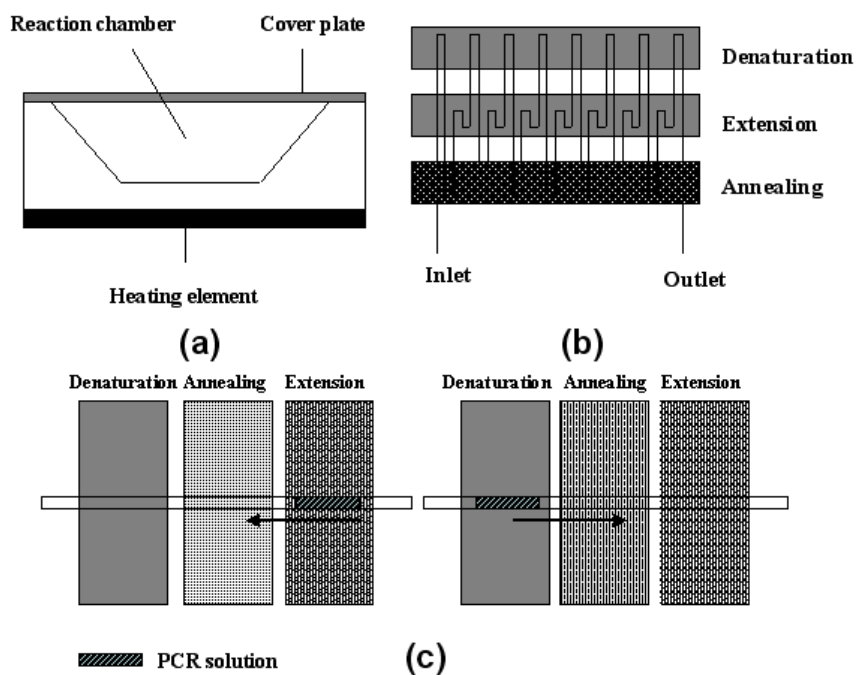 Reaction chamber
Cover plate
Heating element
(a)
Denaturation
Extension
Annealing
Inlet
Outlet
(b)
Denaturation Annealing Extension
Denaturation Annealing Extension
PCR solution
(c)